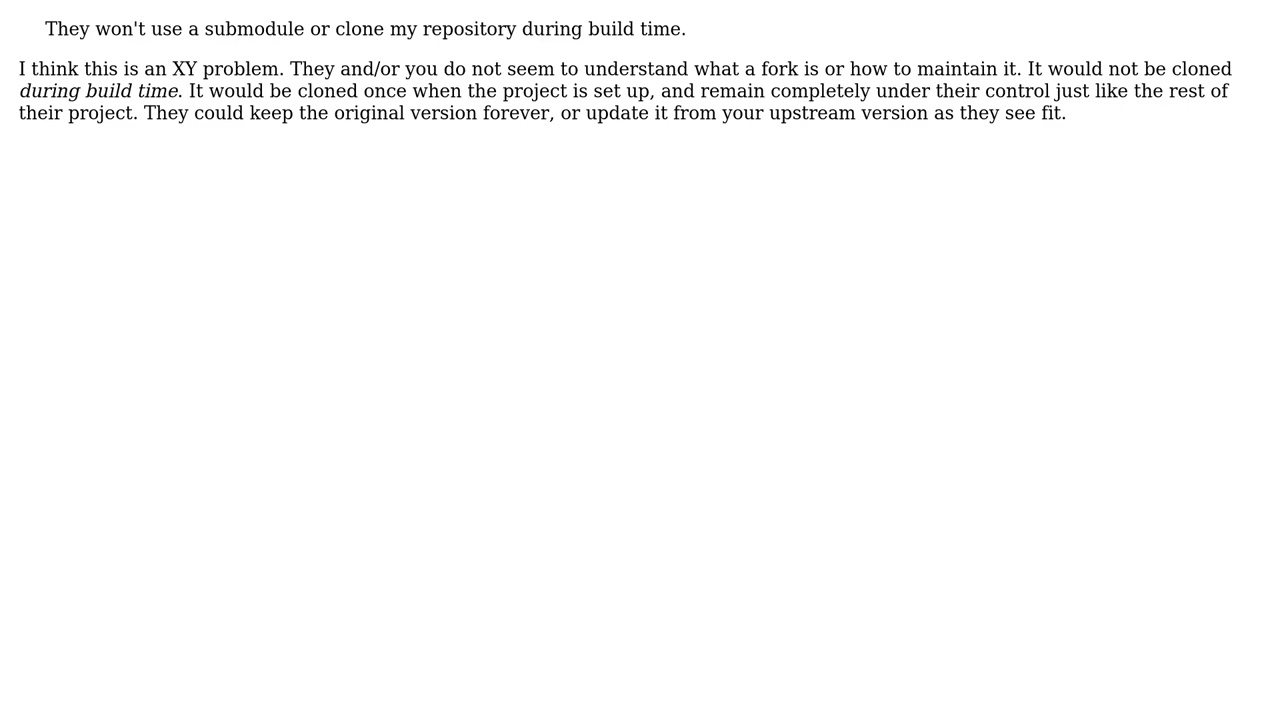 They won't use a submodule or clone my repository during build time.
I think this is an XY problem. They and/or you do not seem to understand what a fork is or how to maintain it. It would not be cloned
during build time. It would be cloned once when the project is set up, and remain completely under their control just like the rest of
their project. They could keep the original version forever, or update it from your upstream version as they see fit.